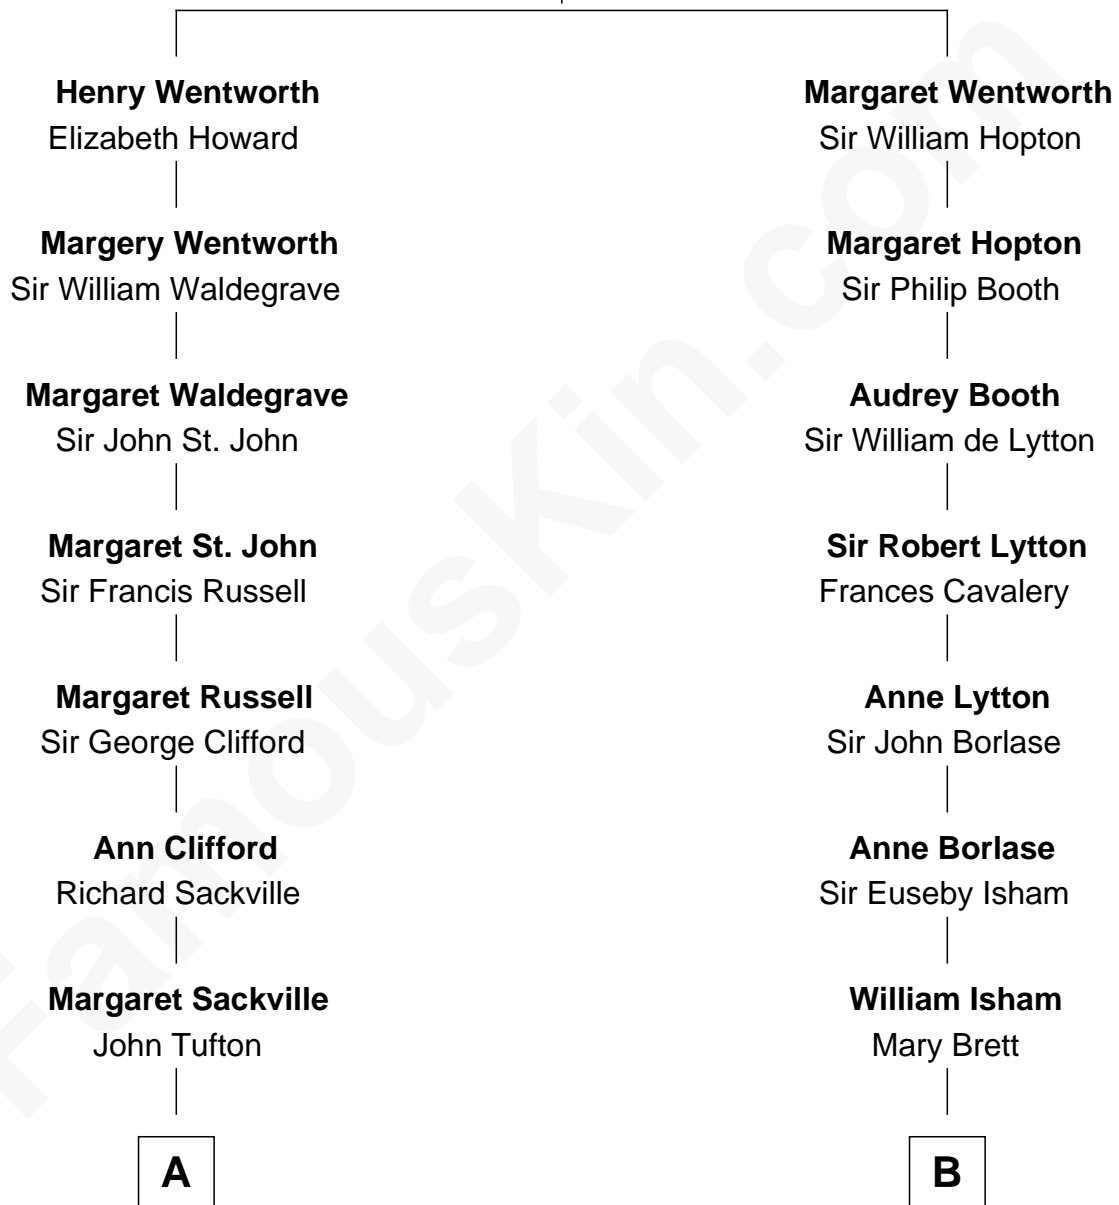 Henry Wentworth
Elizabeth Howard
Margery Wentworth
Sir William Waldegrave
Margaret Waldegrave
Sir John St. John
Margaret St. John
Sir Francis Russell
Margaret Russell
Sir George Clifford
Ann Clifford
Richard Sackville
Margaret Sackville
John Tufton
A
Margaret Wentworth
Sir William Hopton
Margaret Hopton
Sir Philip Booth
Audrey Booth
Sir William de Lytton
Sir Robert Lytton
Frances Cavalery
Anne Lytton
Sir John Borlase
Anne Borlase
Sir Euseby Isham
William Isham
Mary Brett
B
FamousKin.com